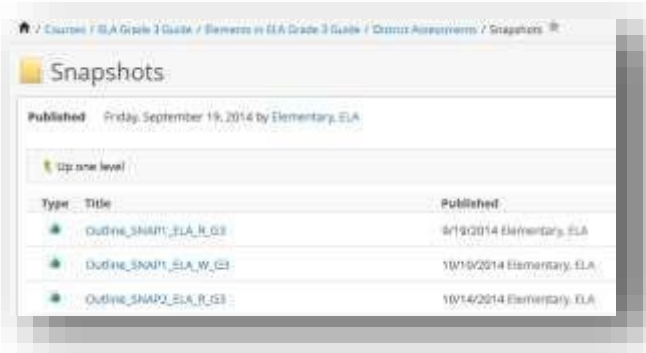 / Courses / ELA Grade 3 Guide / Elements in ELA Grade 3 Guide / District Assessments / Snapshots
Snapshots
Published Friday, September 19, 2014 by Elementary, ELA
Up one level
Type Title Published
Outline_SNAP1_ELA_R_G3 9/19/2014 Elementary, ELA
Outline_SNAP1_ELA_W_G3 10/10/2014 Elementary, ELA
Outline_SNAP2_ELA_R_G3 10/14/2014 Elementary, ELA